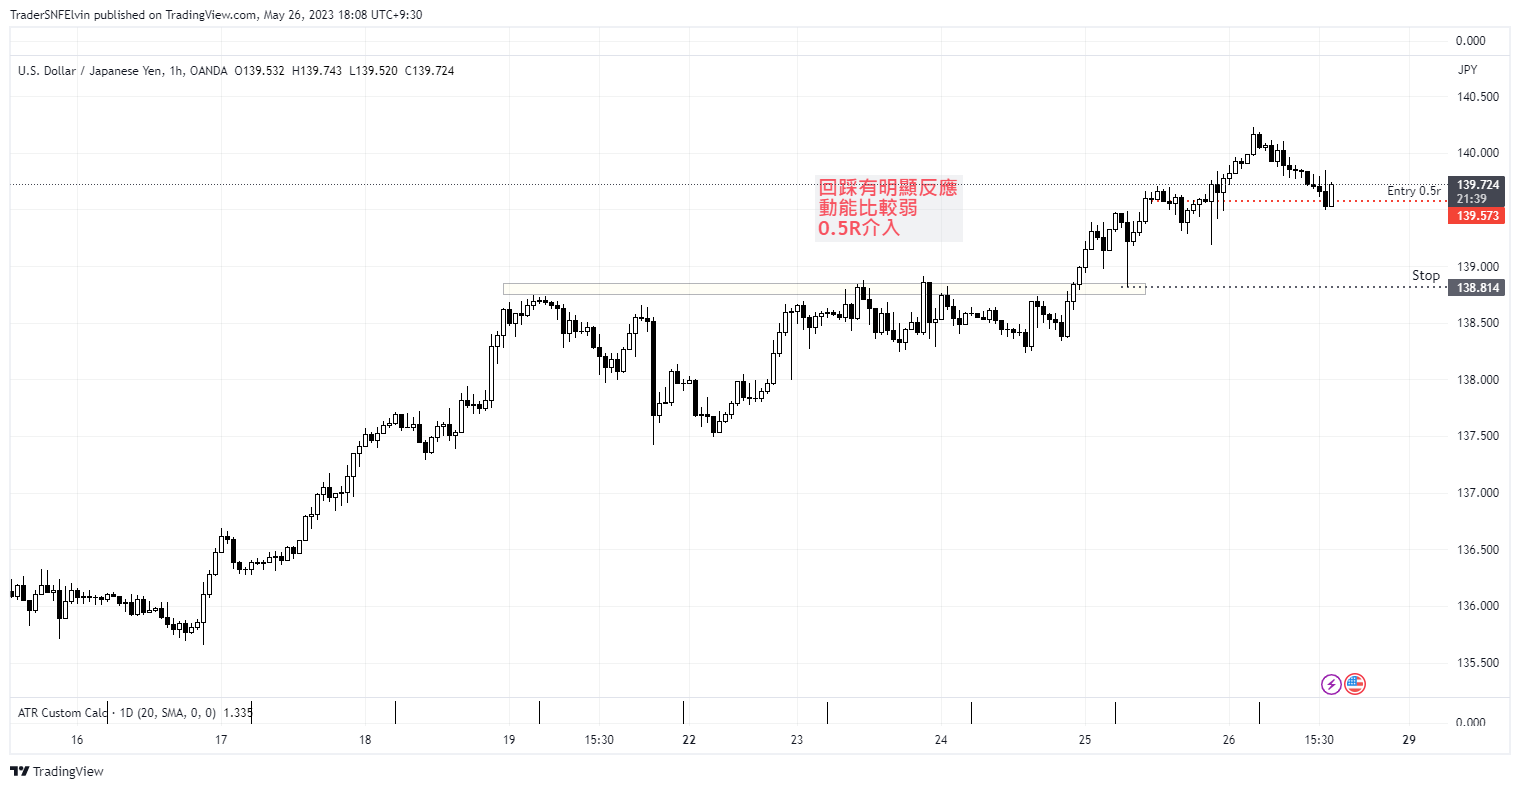 TraderSNFElvin published on TradingView.com, May 26, 2023 18:08 UTC+9:30
0.000
U.S. Dollar / Japanese Yen, 1h, OANDA O139.532 H139.743 L139.520 C139.724
JPY
140.500
140.000
回踩有明顯反應
動能比較弱
0.5R介入
Entry 0.5r
139.724
21:39
139.573
139.000
Stop
138.814
138.500
138.000
137.500
137.000
136.500
136.000
135.500
ATR Custom Calc · 1D (20, SMA, 0, 0) 1.335
0.000
16 17 18 19 15:30 22 23 24 25 26 15:30 29
TradingView